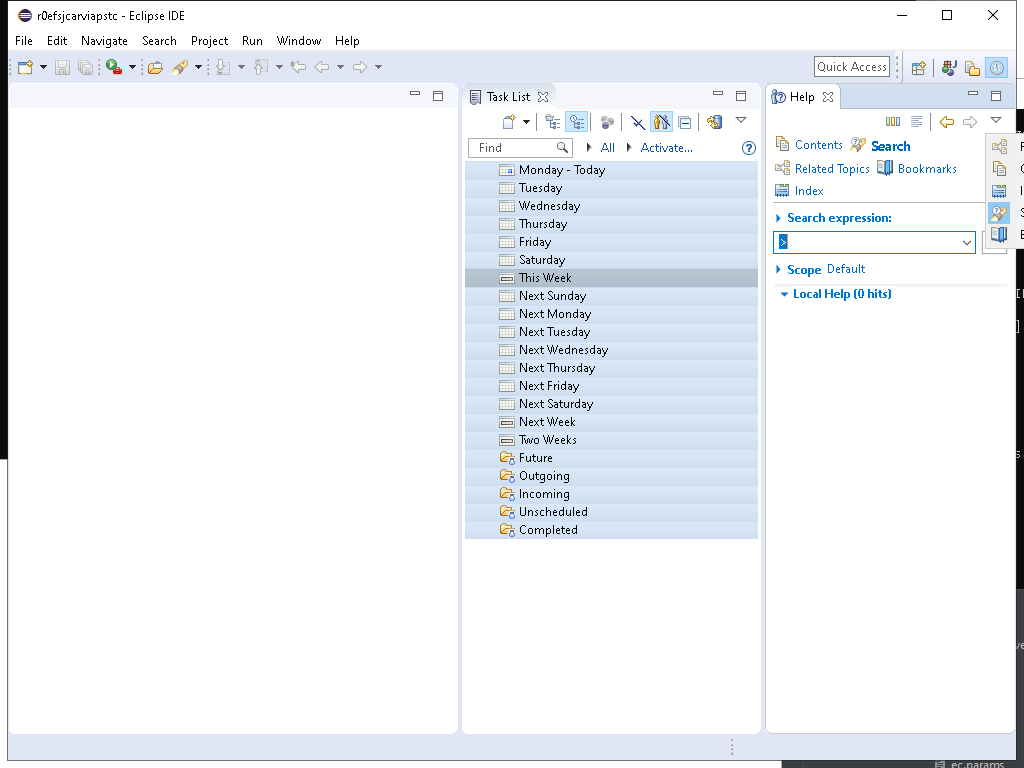 r0efsjcarviapstc - Eclipse IDE
File Edit Navigate Search Project Run Window Help
Quick Access
Task List
Help
Find
All
Activate...
Contents
Search
Related Topics
Bookmarks
Index
Search expression:
>
Scope Default
Local Help (0 hits)
Monday - Today
Tuesday
Wednesday
Thursday
Friday
Saturday
This Week
Next Sunday
Next Monday
Next Tuesday
Next Wednesday
Next Thursday
Next Friday
Next Saturday
Next Week
Two Weeks
Future
Outgoing
Incoming
Unscheduled
Completed
ec.params